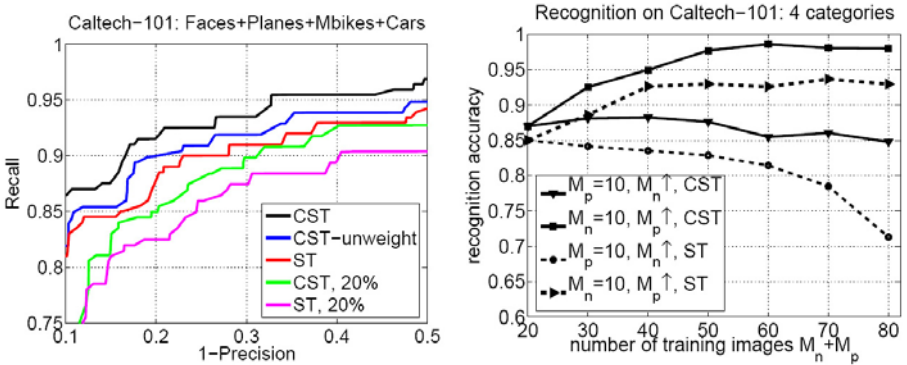 Caltech−101: Faces+Planes+Mbikes+Cars
1
0.95
0.9
0.85
0.8
0.75
Recall
CST
CST−unweight
ST
CST, 20%
ST, 20%
0.1 0.2 0.3 0.4 0.5
1−Precision
Recognition on Caltech−101: 4 categories
1
0.95
0.9
0.85
0.8
0.75
0.7
0.65
0.6
recognition accuracy
Mp=10, Mn↑, CST
Mn=10, Mp↑, CST
Mp=10, Mn↑, ST
Mn=10, Mp↑, ST
20 30 40 50 60 70 80
number of training images Mn+Mp